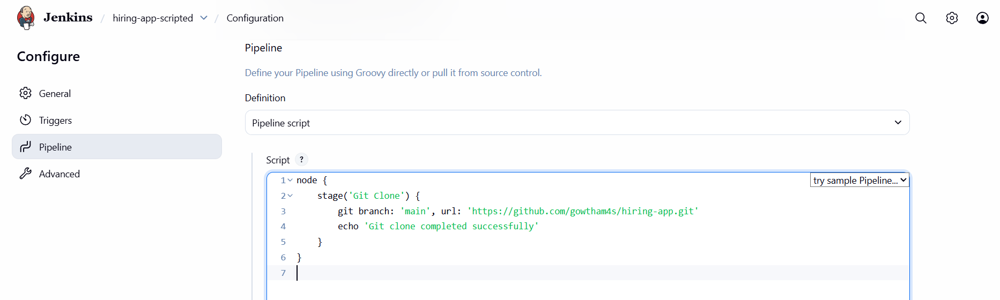 Jenkins / hiring-app-scripted / Configuration
Configure
General
Triggers
Pipeline
Advanced
Pipeline
Define your Pipeline using Groovy directly or pull it from source control.
Definition
Pipeline script
Script ?
try sample Pipeline...
1 node {
2     stage('Git Clone') {
3         git branch: 'main', url: 'https://github.com/gowtham4s/hiring-app.git'
4         echo 'Git clone completed successfully'
5     }
6 }
7